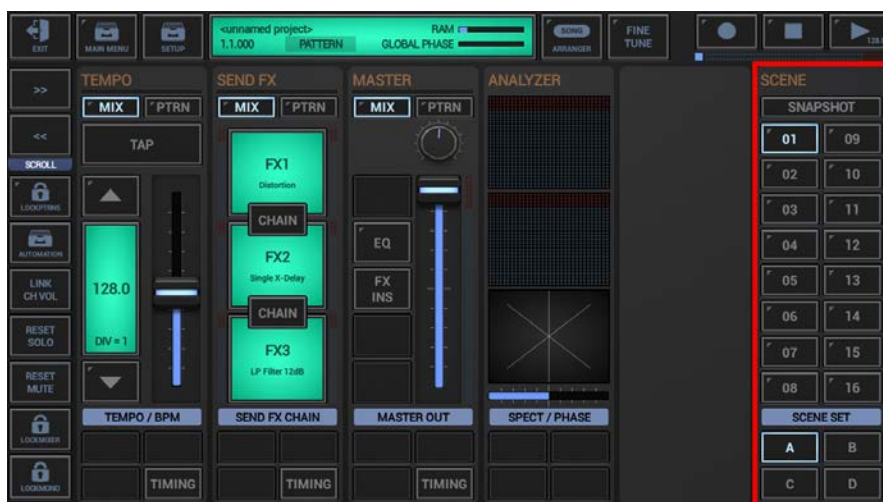 EXIT
MAIN MENU
SETUP
<unnamed project>
RAM
1.1.000
PATTERN
GLOBAL PHASE
SONG
ARRANGER
FINE
TUNE
128.0
>>
<<
SCROLL
LOCKPTRNS
AUTOMATION
LINK
CH VOL
RESET
SOLO
RESET
MUTE
LOCKMIXER
LOCKMONO
TEMPO
MIX
PTRN
TAP
128.0
DIV = 1
TEMPO / BPM
TIMING
SEND FX
MIX
PTRN
FX1
Distortion
CHAIN
FX2
Single X-Delay
CHAIN
FX3
LP Filter 12dB
SEND FX CHAIN
TIMING
MASTER
MIX
PTRN
EQ
FX
INS
MASTER OUT
TIMING
ANALYZER
SPECT / PHASE
SCENE
SNAPSHOT
01 09
02 10
03 11
04 12
05 13
06 14
07 15
08 16
SCENE SET
A B
C D